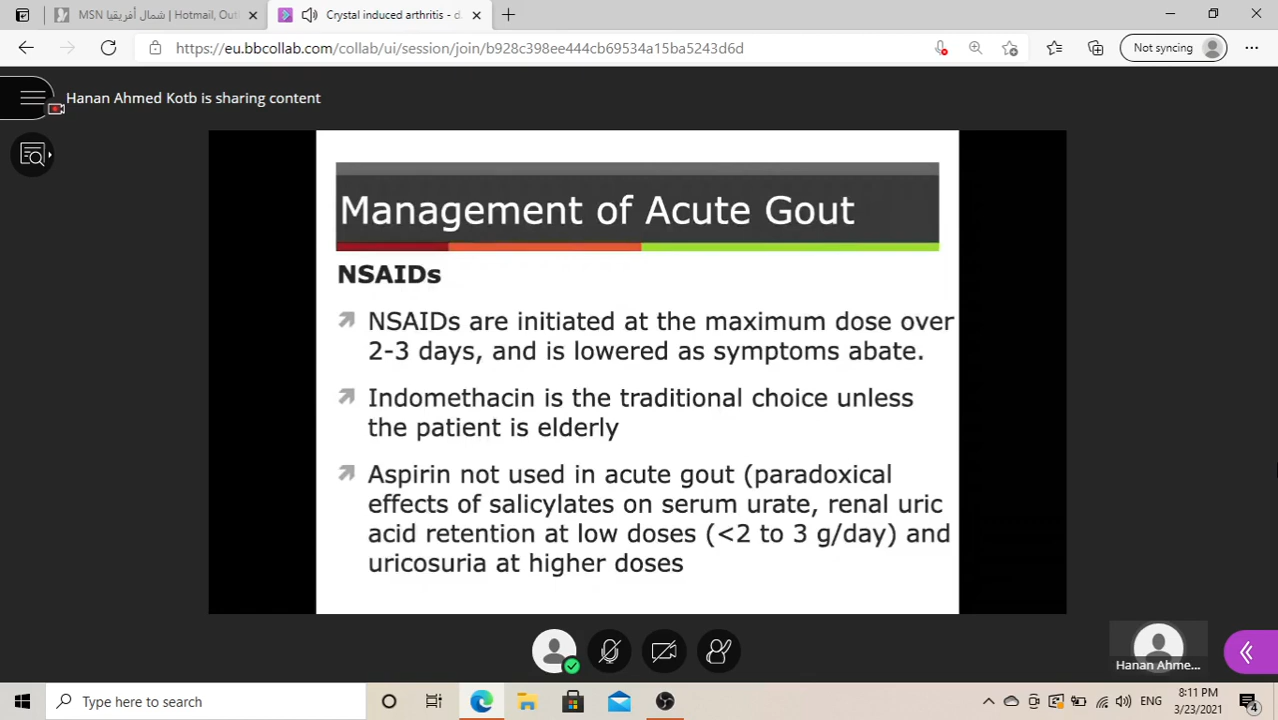 MSN شمال أفريقيا | Hotmail, Outl
Crystal induced arthritis - d
https://eu.bbcollab.com/collab/ui/session/join/b928c398ee444cb69534a15ba5243d6d
Not syncing
Hanan Ahmed Kotb is sharing content
Management of Acute Gout
NSAIDs
NSAIDs are initiated at the maximum dose over
2-3 days, and is lowered as symptoms abate.
Indomethacin is the traditional choice unless
the patient is elderly
Aspirin not used in acute gout (paradoxical
effects of salicylates on serum urate, renal uric
acid retention at low doses (<2 to 3 g/day) and
uricosuria at higher doses
Hanan Ahme...
Type here to search
ENG
8:11 PM
3/23/2021
4